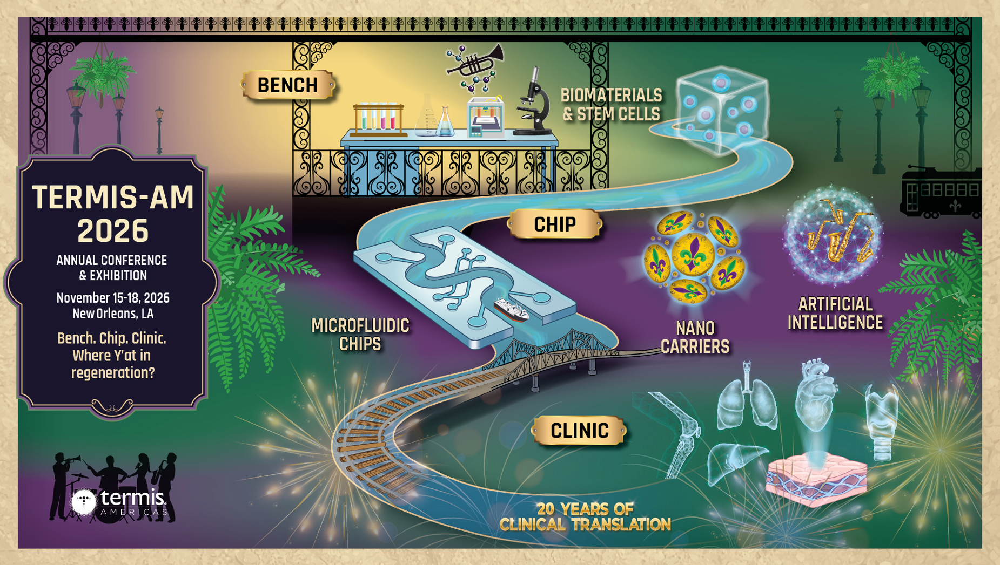 TERMIS-AM
2026
ANNUAL CONFERENCE
& EXHIBITION
November 15-18, 2026
New Orleans, LA
Bench. Chip. Clinic.
Where Y'at in
regeneration?
termis.
AMERICAS
BENCH
BIOMATERIALS
& STEM CELLS
CHIP
MICROFLUIDIC
CHIPS
NANO
CARRIERS
ARTIFICIAL
INTELLIGENCE
CLINIC
20 YEARS OF
CLINICAL TRANSLATION